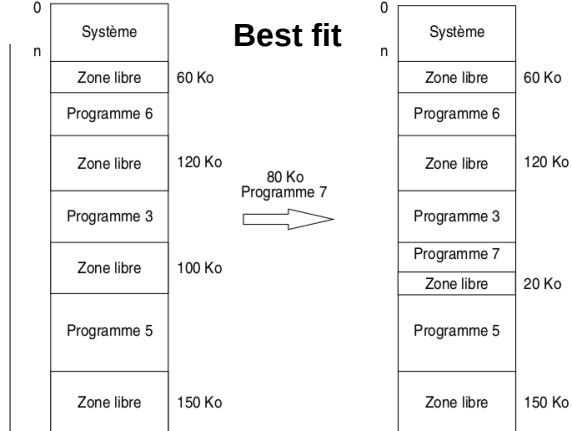 0
n
Système
Zone libre
60 Ko
Programme 6
Zone libre
120 Ko
Programme 3
Zone libre
100 Ko
Programme 5
Zone libre
150 Ko
Best fit
80 Ko
Programme 7
0
n
Système
Zone libre
60 Ko
Programme 6
Zone libre
120 Ko
Programme 3
Programme 7
Zone libre
20 Ko
Programme 5
Zone libre
150 Ko